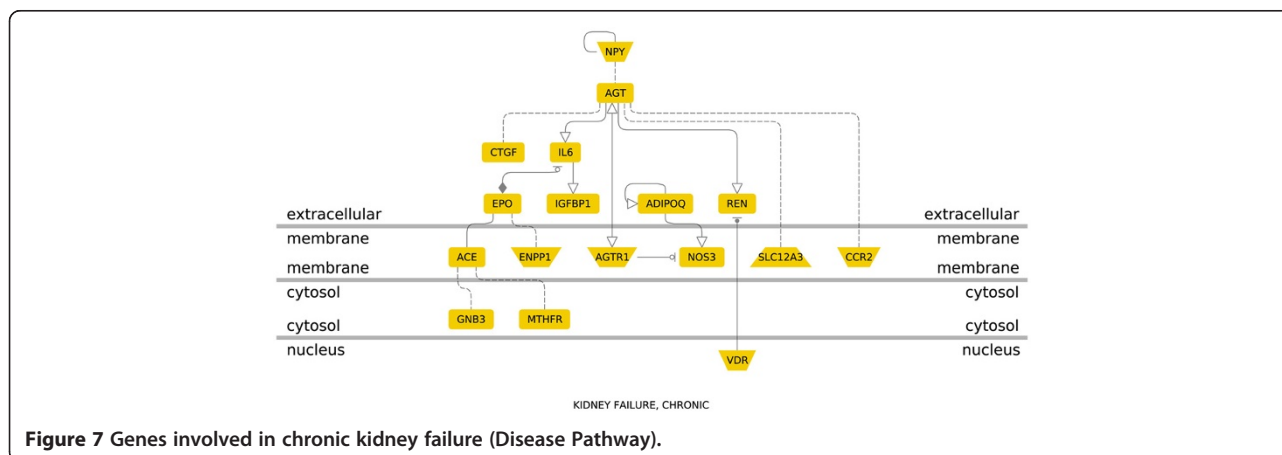 NPY
AGT
CTGF IL6
EPO IGFBP1 ADIPOQ REN
extracellular extracellular
membrane membrane
ACE ENPP1 AGTR1 NOS3 SLC12A3 CCR2
membrane membrane
cytosol cytosol
GNB3 MTHFR
cytosol cytosol
nucleus nucleus
VDR
KIDNEY FAILURE, CHRONIC
Figure 7 Genes involved in chronic kidney failure (Disease Pathway).